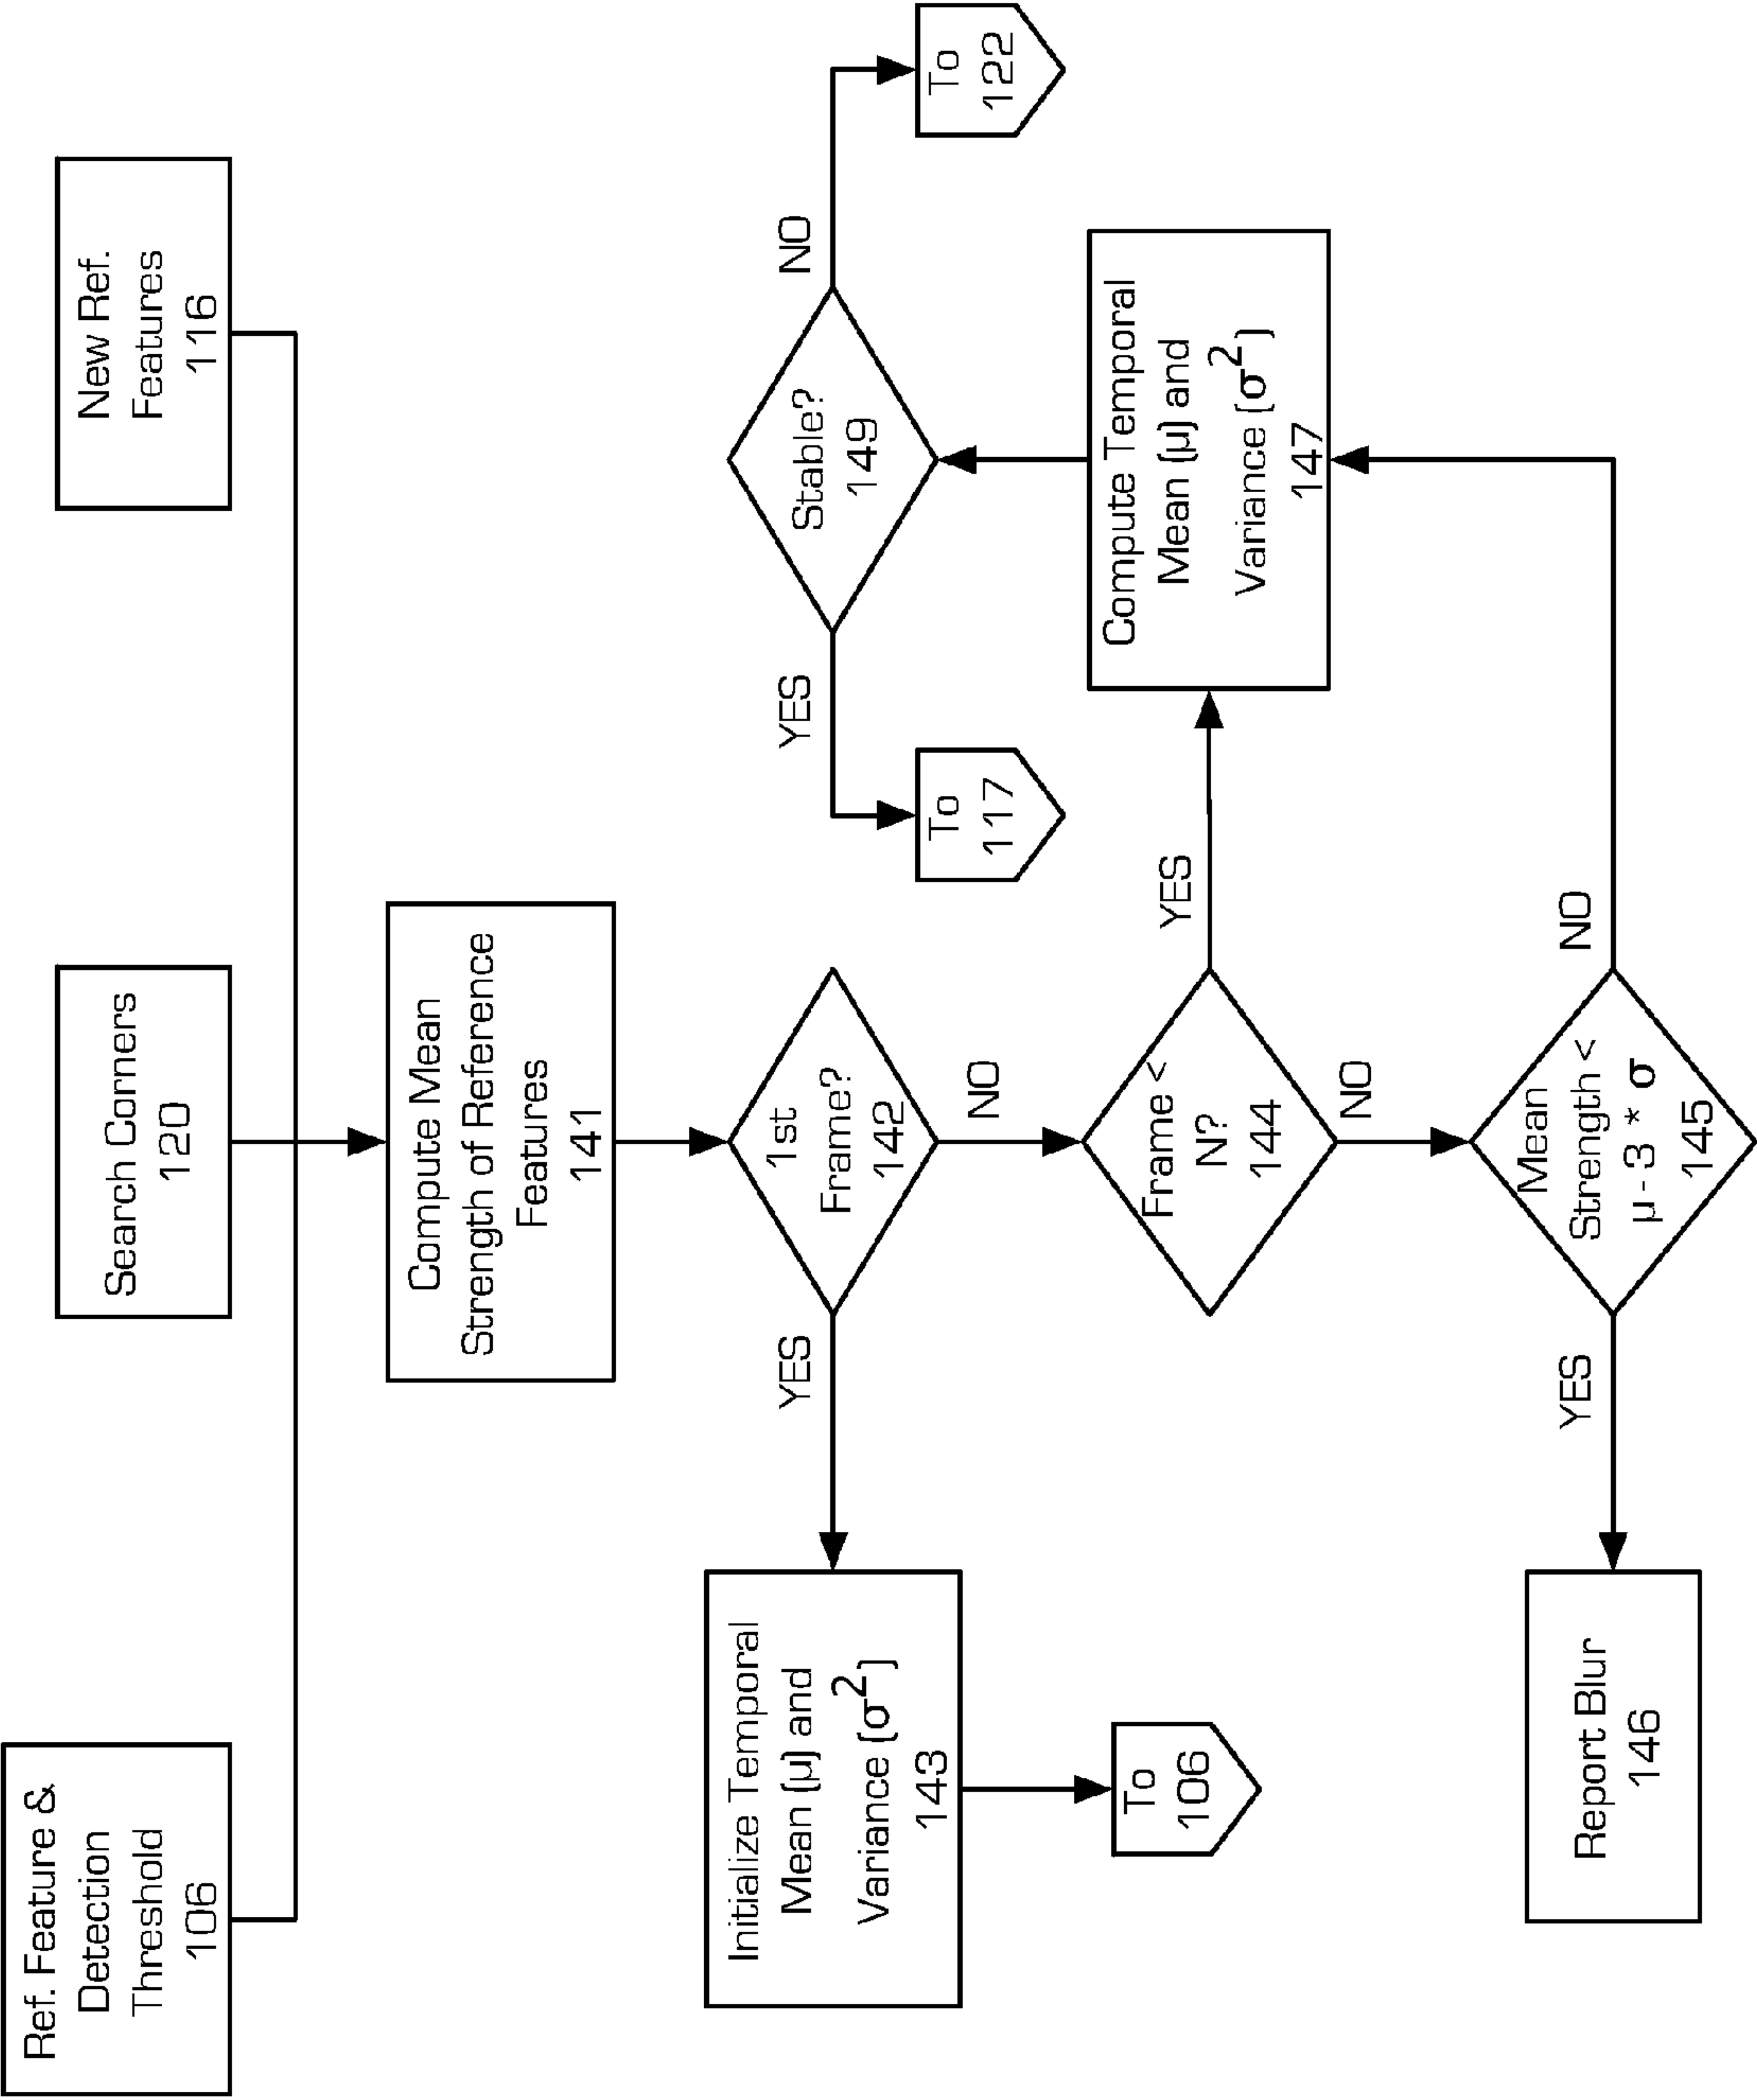 Ref. Feature &
Detection
Threshold
106
Search Corners
120
New Ref.
Features
116
Compute Mean
Strength of Reference
Features
141
1st
Frame?
142
YES
NO
Initialize Temporal
Mean (μ) and
Variance (σ²)
143
To
106
Frame <
N?
144
YES
NO
Mean
Strength <
μ - 3 * σ
145
YES
NO
Report Blur
146
Compute Temporal
Mean (μ) and
Variance (σ²)
147
Stable?
149
YES
NO
To
117
To
122